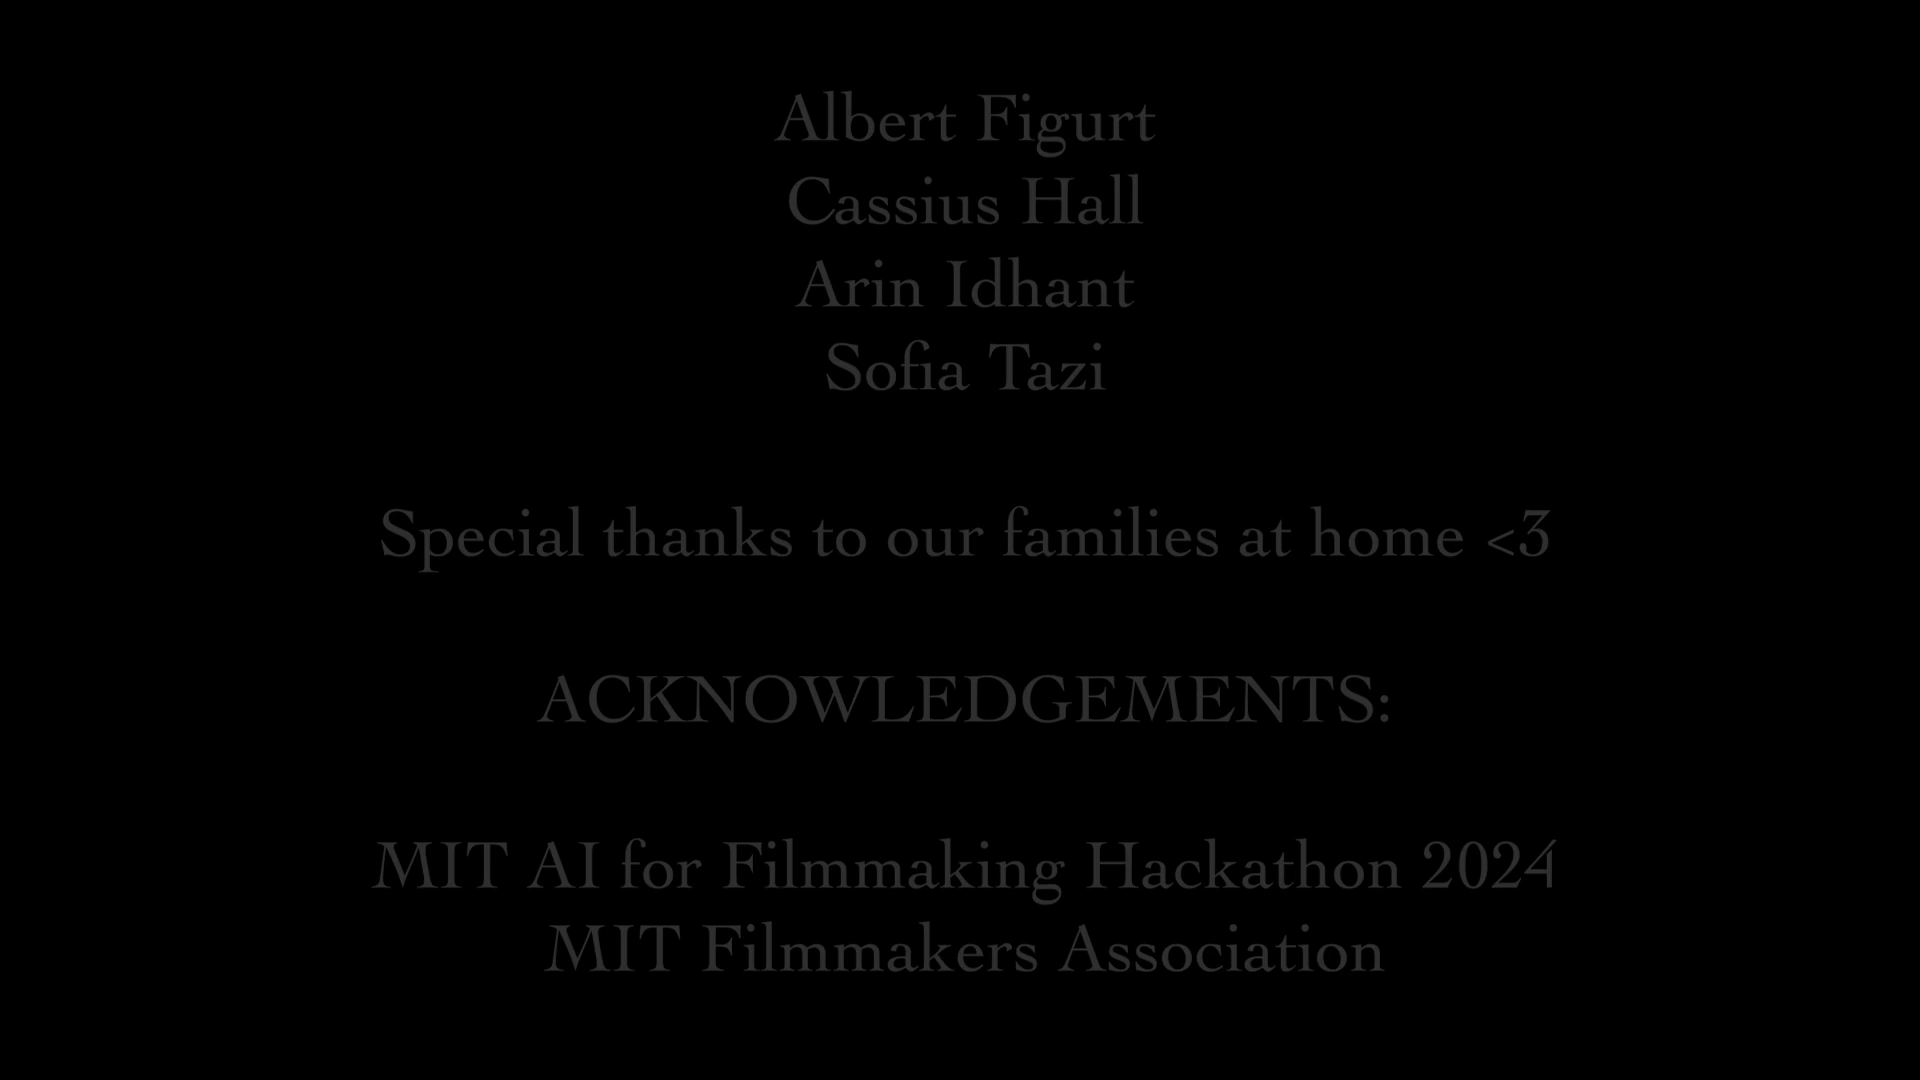 Albert Figurt
Cassius Hall
Arin Idhant
Sofia Tazi
Special thanks to our families at home <3
ACKNOWLEDGEMENTS:
MIT AI for Filmmaking Hackathon 2024
MIT Filmmakers Association